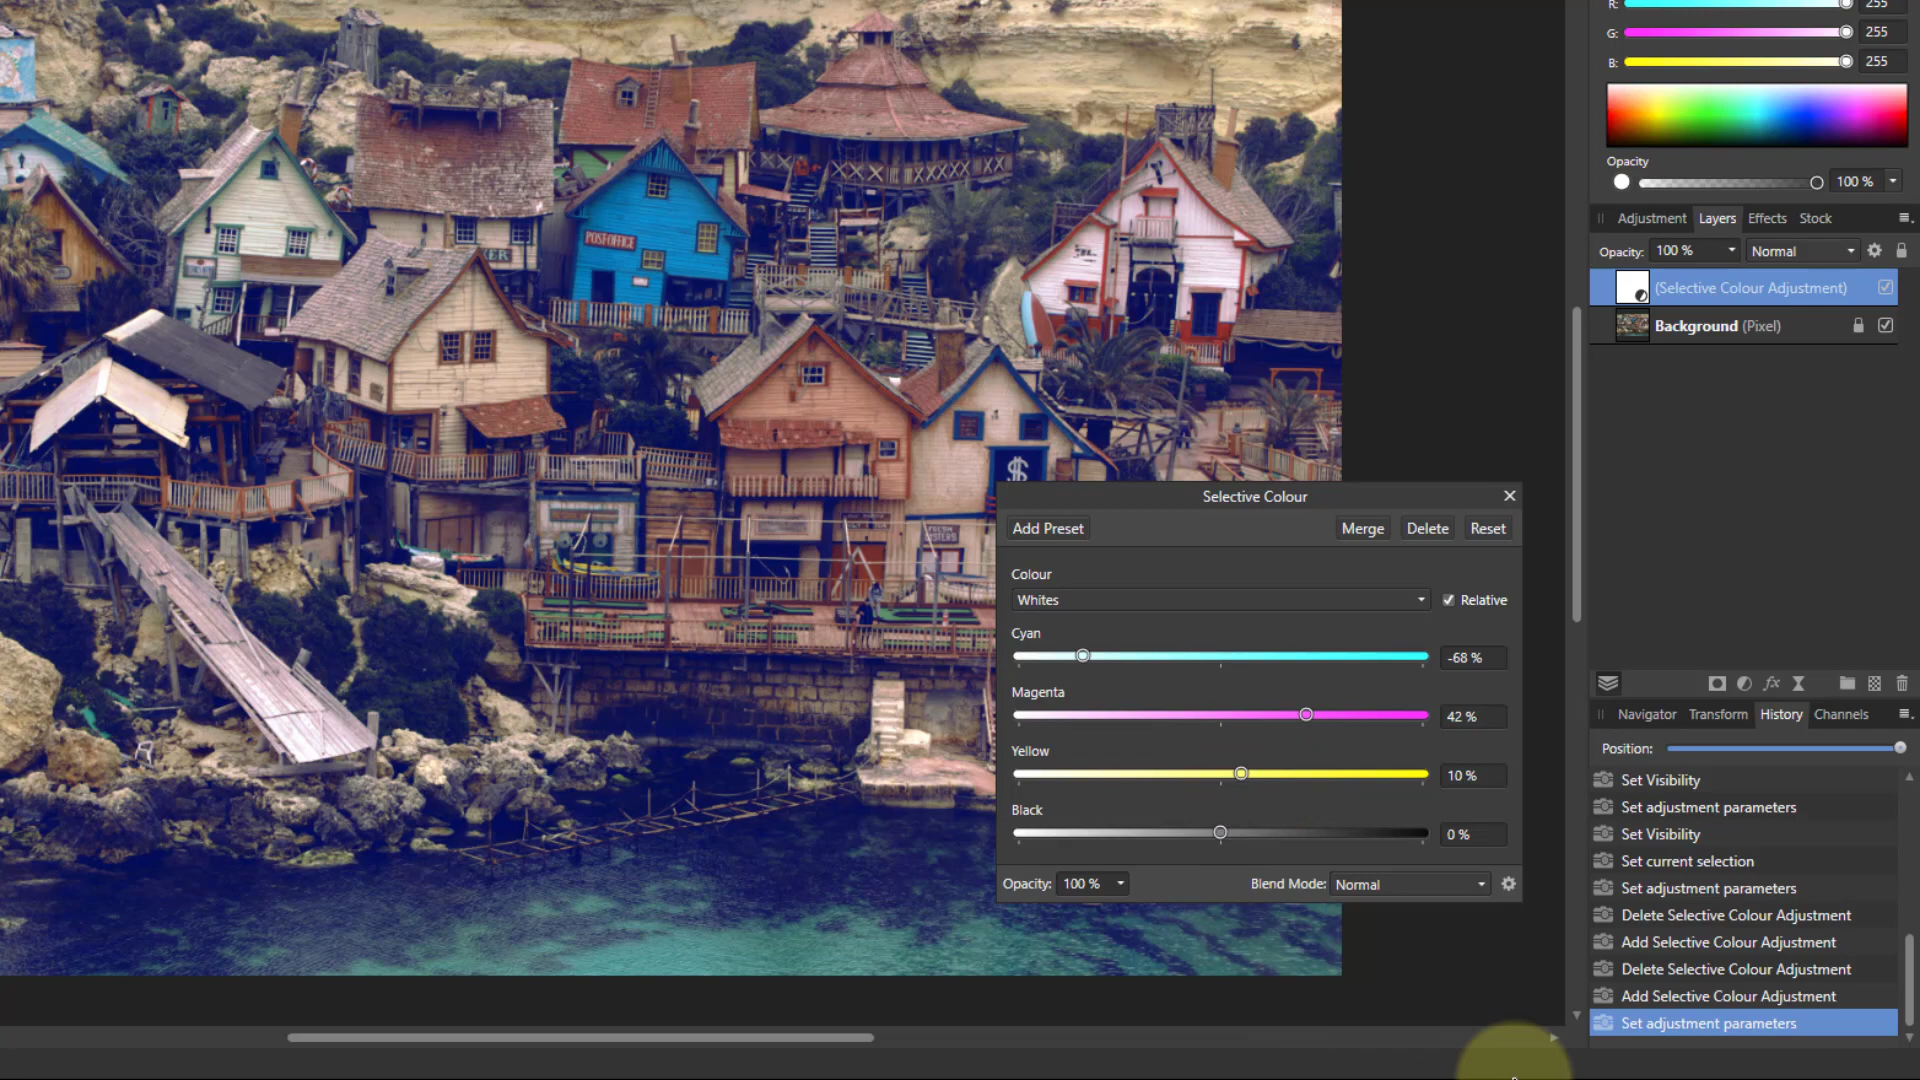 R: 255
G: 255
B: 255
Opacity
100 %
Adjustment Layers Effects Stock
Opacity: 100 % Normal
(Selective Colour Adjustment)
Background (Pixel)
POST OFFICE
$
Selective Colour
Add Preset Merge Delete Reset
Colour
Whites Relative
Cyan
-68 %
Magenta
42 %
Yellow
10 %
Black
0 %
Opacity: 100 % Blend Mode: Normal
fx
Navigator Transform History Channels
Position:
Set Visibility
Set adjustment parameters
Set Visibility
Set current selection
Set adjustment parameters
Delete Selective Colour Adjustment
Add Selective Colour Adjustment
Delete Selective Colour Adjustment
Add Selective Colour Adjustment
Set adjustment parameters